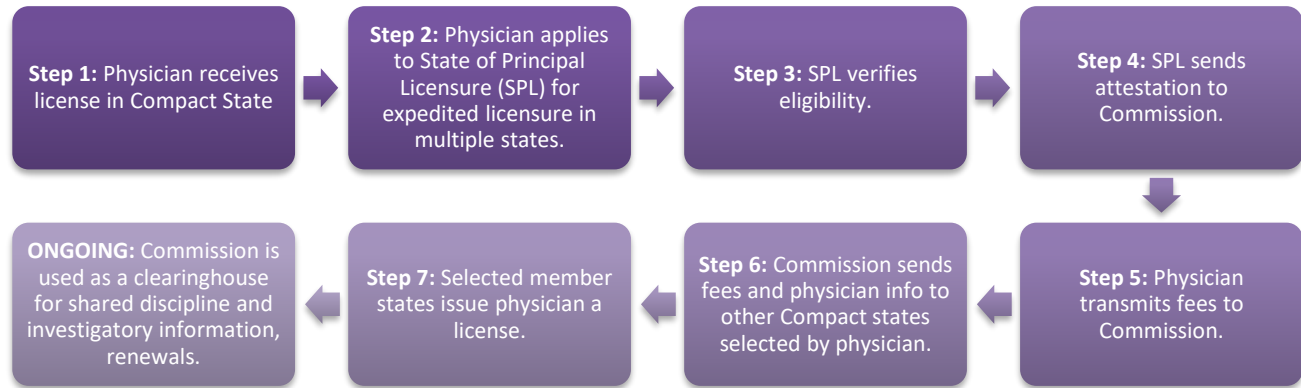 Step 1: Physician receives
license in Compact State
Step 2: Physician applies
to State of Principal
Licensure (SPL) for
expedited licensure in
multiple states.
Step 3: SPL verifies
eligibility.
Step 4: SPL sends
attestation to
Commission.
Step 5: Physician
transmits fees to
Commission.
Step 6: Commission sends
fees and physician info to
other Compact states
selected by physician.
Step 7: Selected member
states issue physician a
license.
ONGOING: Commission is
used as a clearinghouse
for shared discipline and
investigatory information,
renewals.